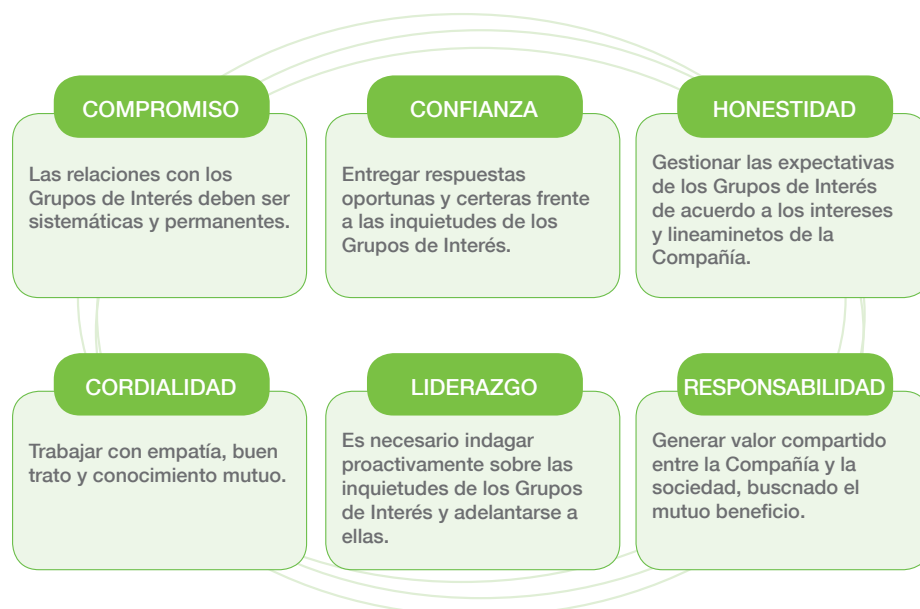 COMPROMISO
Las relaciones con los
Grupos de Interés deben ser
sistemáticas y permanentes.
CONFIANZA
Entregar respuestas
oportunas y certeras frente
a las inquietudes de los
Grupos de Interés.
HONESTIDAD
Gestionar las expectativas
de los Grupos de Interés
de acuerdo a los intereses
y lineaminetos de la
Compañía.
CORDIALIDAD
Trabajar con empatía, buen
trato y conocimiento mutuo.
LIDERAZGO
Es necesario indagar
proactivamente sobre las
inquietudes de los Grupos
de Interés y adelantarse a
ellas.
RESPONSABILIDAD
Generar valor compartido
entre la Compañía y la
sociedad, buscnado el
mutuo beneficio.